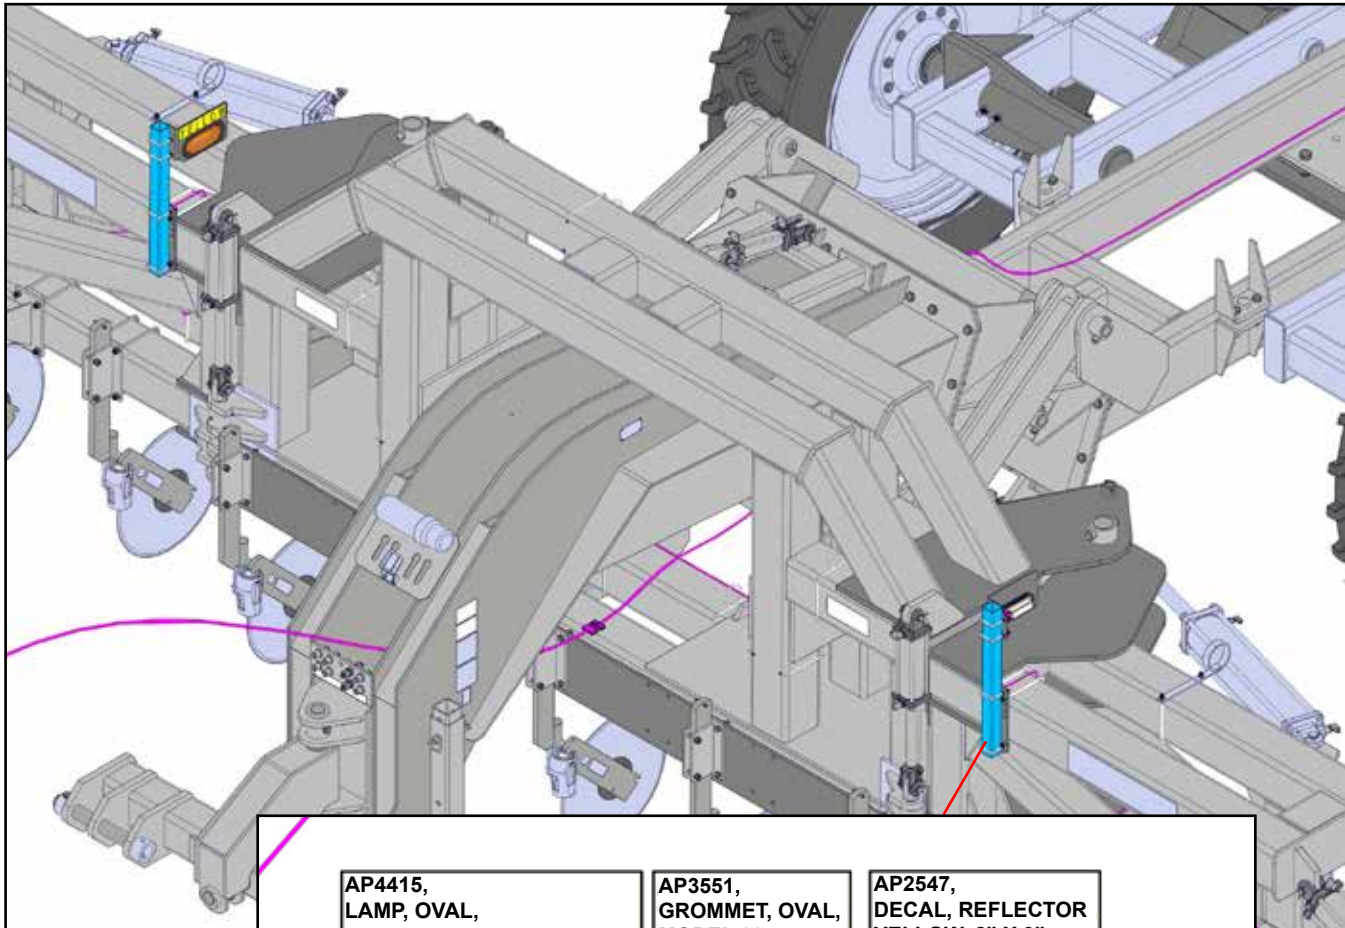 AP4415,
LAMP, OVAL,
AP3551,
GROMMET, OVAL,
AP2547,
DECAL, REFLECTOR